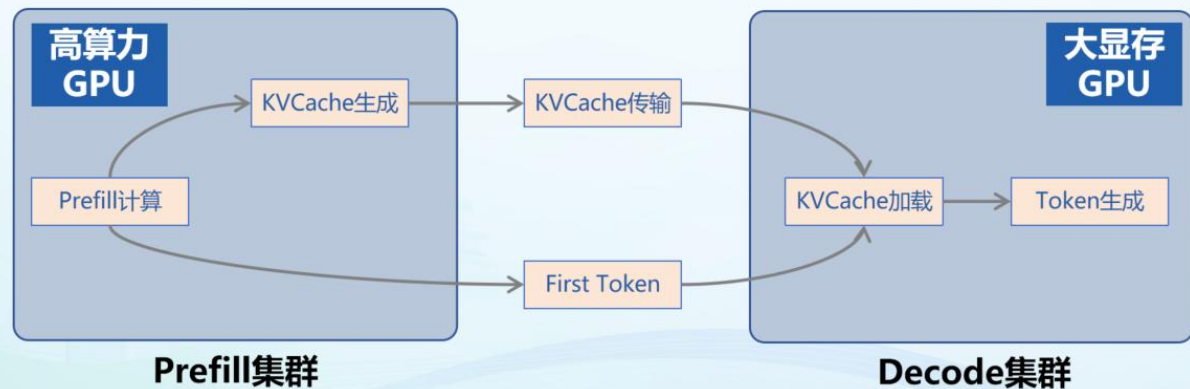 高算力
GPU
KVCache生成
KVCache传输
大显存
GPU
Prefill计算
KVCache加载
Token生成
First Token
Prefill集群
Decode集群